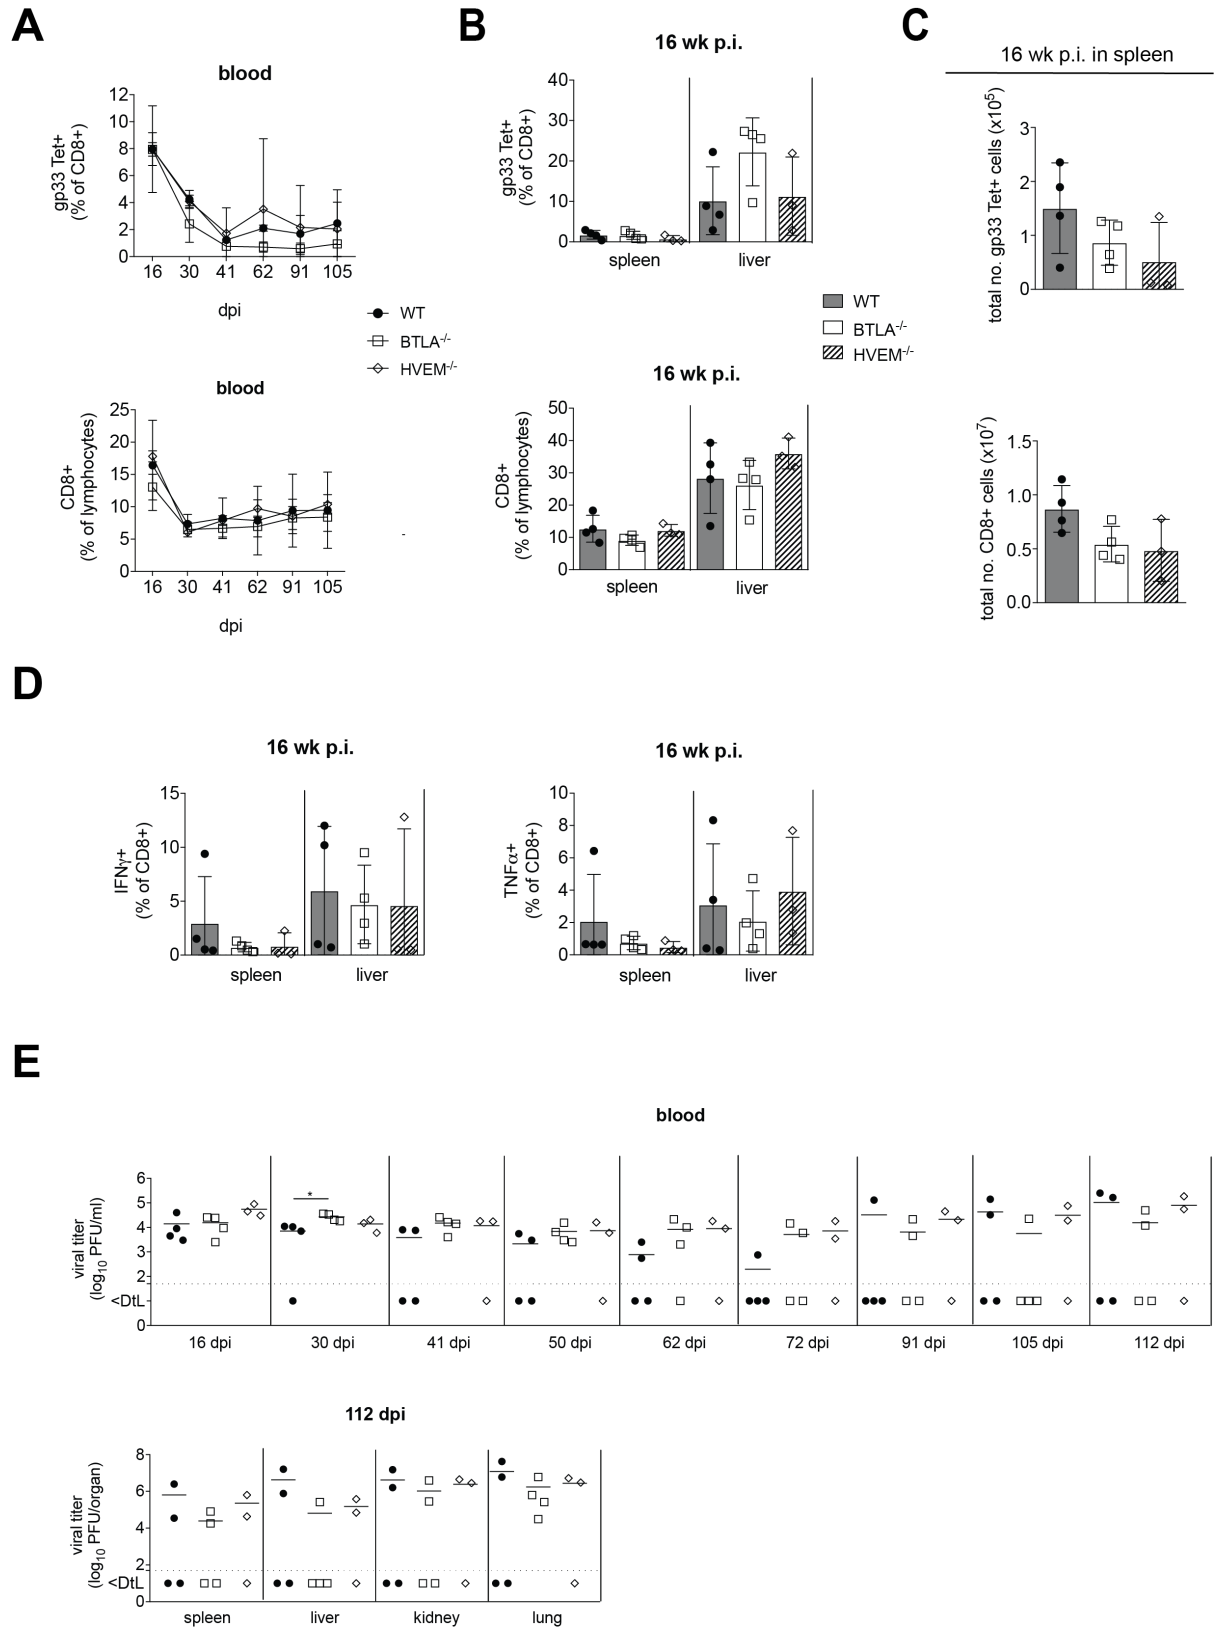 A
blood
gp33 Tet+
(% of CD8+)
12
10
8
6
4
2
0
16 30 41 62 91 105
dpi
blood
CD8+
(% of lymphocytes)
25
20
15
10
5
0
16 30 41 62 91 105
dpi
WT
BTLA-/-
HVEM-/-
B
16 wk p.i.
gp33 Tet+
(% of CD8+)
40
30
20
10
0
spleen liver
16 wk p.i.
CD8+
(% of lymphocytes)
50
40
30
20
10
0
spleen liver
WT
BTLA-/-
HVEM-/-
C
16 wk p.i. in spleen
total no. gp33 Tet+ cells (x10⁵)
3
2
1
0
total no. CD8+ cells (x10⁷)
1.5
1.0
0.5
0.0
D
16 wk p.i.
IFNγ+
(% of CD8+)
15
10
5
0
spleen liver
16 wk p.i.
TNFα+
(% of CD8+)
10
8
6
4
2
0
spleen liver
E
blood
viral titer
(log₁₀ PFU/ml)
6
5
4
3
2
<DtL
0
*
16 dpi 30 dpi 41 dpi 50 dpi 62 dpi 72 dpi 91 dpi 105 dpi 112 dpi
112 dpi
viral titer
(log₁₀ PFU/organ)
8
6
4
2
<DtL
0
spleen liver kidney lung